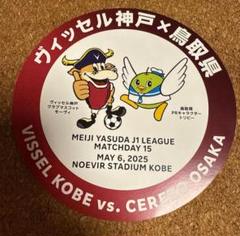 ヴィッセル神戸×鳥取県
ヴィッセル神戸
クラブマスコット
モーヴィ
鳥取県
PRキャラクター
トリピー
MEIJI YASUDA J1 LEAGUE
MATCHDAY 15
MAY 6, 2025
NOEVIR STADIUM KOBE
VISSEL KOBE vs. CEREZO OSAKA